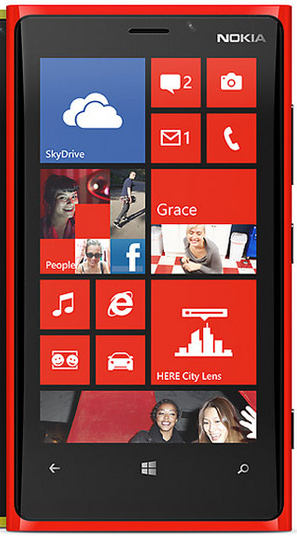 NOKIA
2
SkyDrive
1
Grace
People
f
HERE City Lens